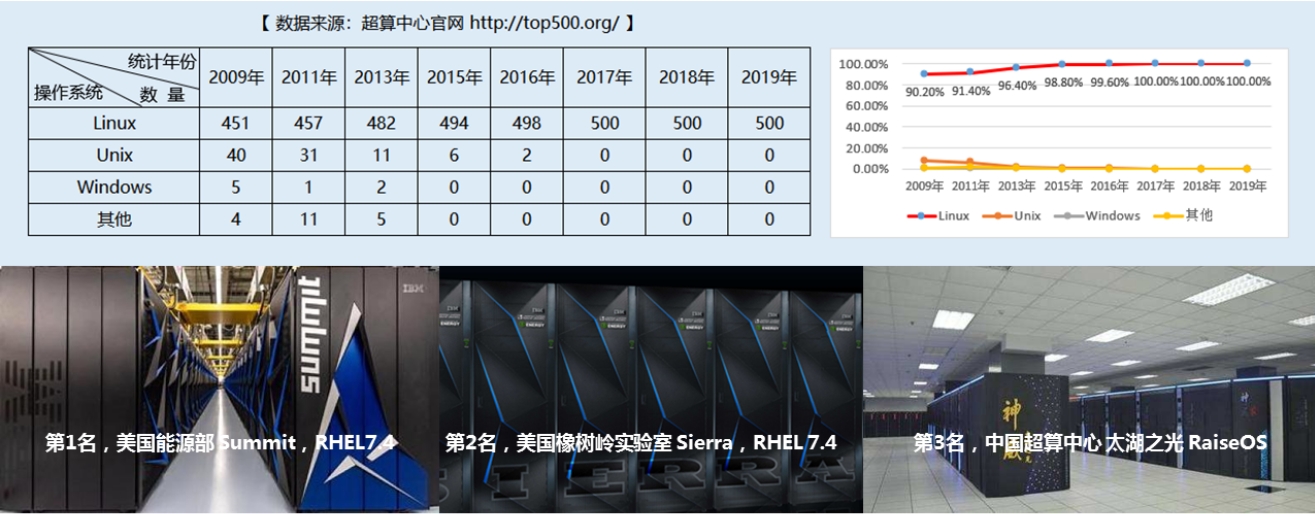 【 数据来源：超算中心官网 http://top500.org/ 】
统计年份
操作系统 数 量
2009年 2011年 2013年 2015年 2016年 2017年 2018年 2019年
Linux 451 457 482 494 498 500 500 500
Unix 40 31 11 6 2 0 0 0
Windows 5 1 2 0 0 0 0 0
其他 4 11 5 0 0 0 0 0
100.00%
80.00%
60.00%
40.00%
20.00%
0.00%
90.20% 91.40% 96.40% 98.80% 99.60% 100.00% 100.00% 100.00%
2009年 2011年 2013年 2015年 2016年 2017年 2018年 2019年
Linux Unix Windows 其他
summit
IBM
第1名，美国能源部 Summit，RHEL7.4
ENERGY ENERGY ENERGY ENERGY ENERGY
第2名，美国橡树岭实验室 Sierra，RHEL 7.4
SIERRA
神威
第3名，中国超算中心 太湖之光 RaiseOS